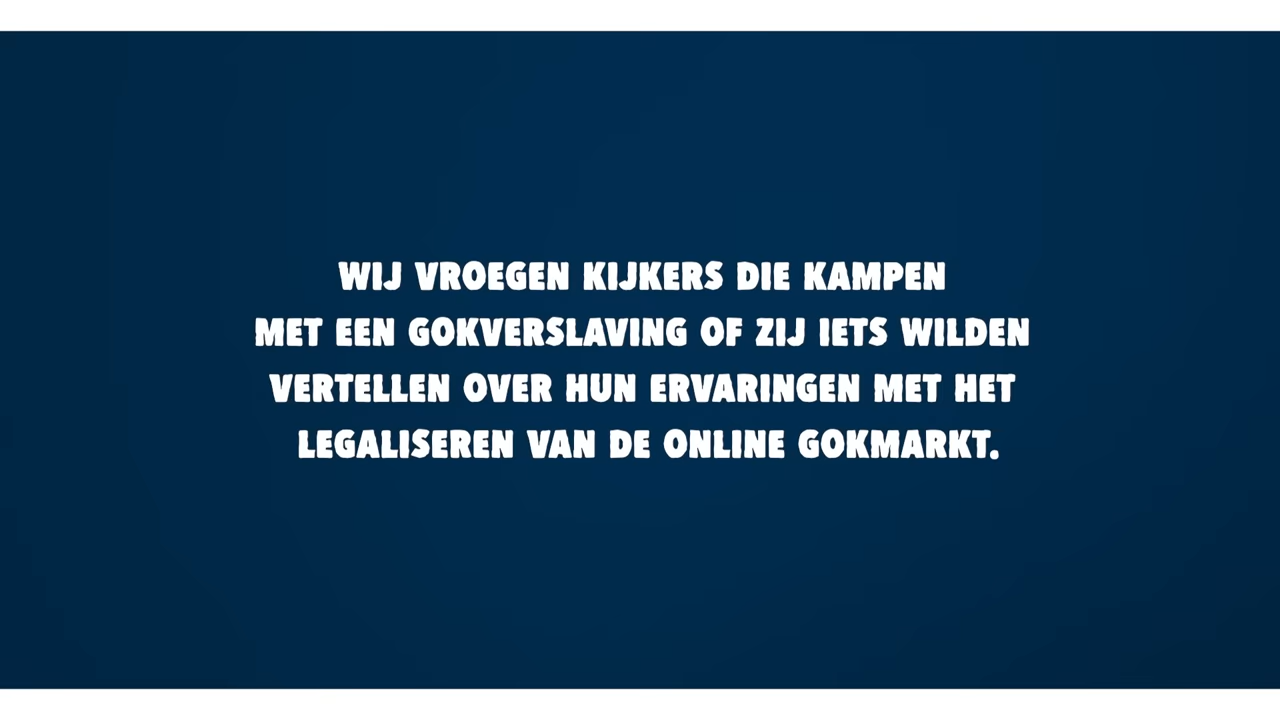 WIJ VROEGEN KIJKERS DIE KAMPEN
MET EEN GOKVERSLAVING OF ZIJ IETS WILDEN
VERTELLEN OVER HUN ERVARINGEN MET HET
LEGALISEREN VAN DE ONLINE GOKMARKT.